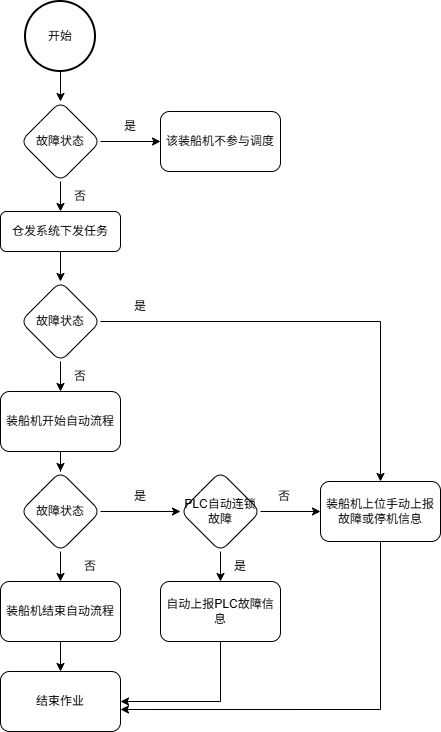 开始
故障状态
是
该装船机不参与调度
否
仓发系统下发任务
故障状态
是
否
装船机开始自动流程
故障状态
是
PLC自动连锁
故障
否
装船机上位手动上报
故障或停机信息
否
是
装船机结束自动流程
自动上报PLC故障信
息
结束作业